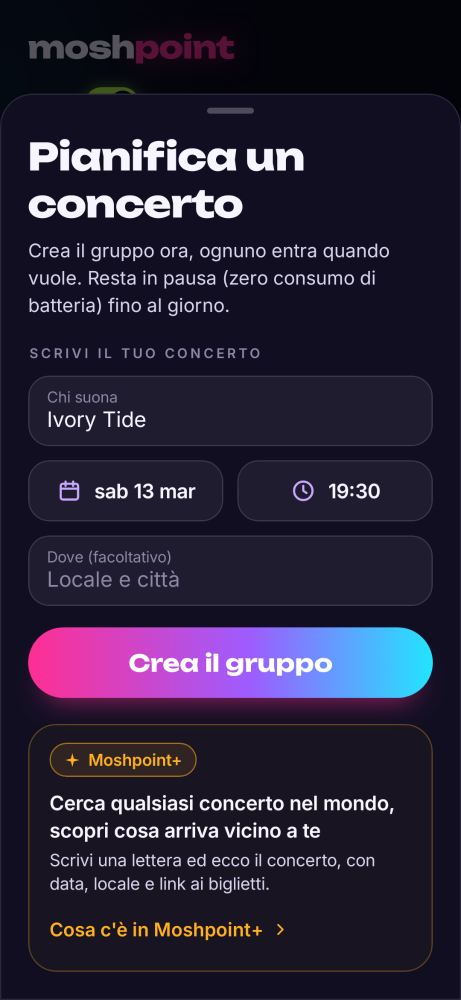 moshpoint
Pianifica un
concerto
Crea il gruppo ora, ognuno entra quando
vuole. Resta in pausa (zero consumo di
batteria) fino al giorno.
SCRIVI IL TUO CONCERTO
Chi suona
Ivory Tide
sab 13 mar
19:30
Dove (facoltativo)
Locale e città
Crea il gruppo
Moshpoint+
Cerca qualsiasi concerto nel mondo,
scopri cosa arriva vicino a te
Scrivi una lettera ed ecco il concerto, con
data, locale e link ai biglietti.
Cosa c'è in Moshpoint+